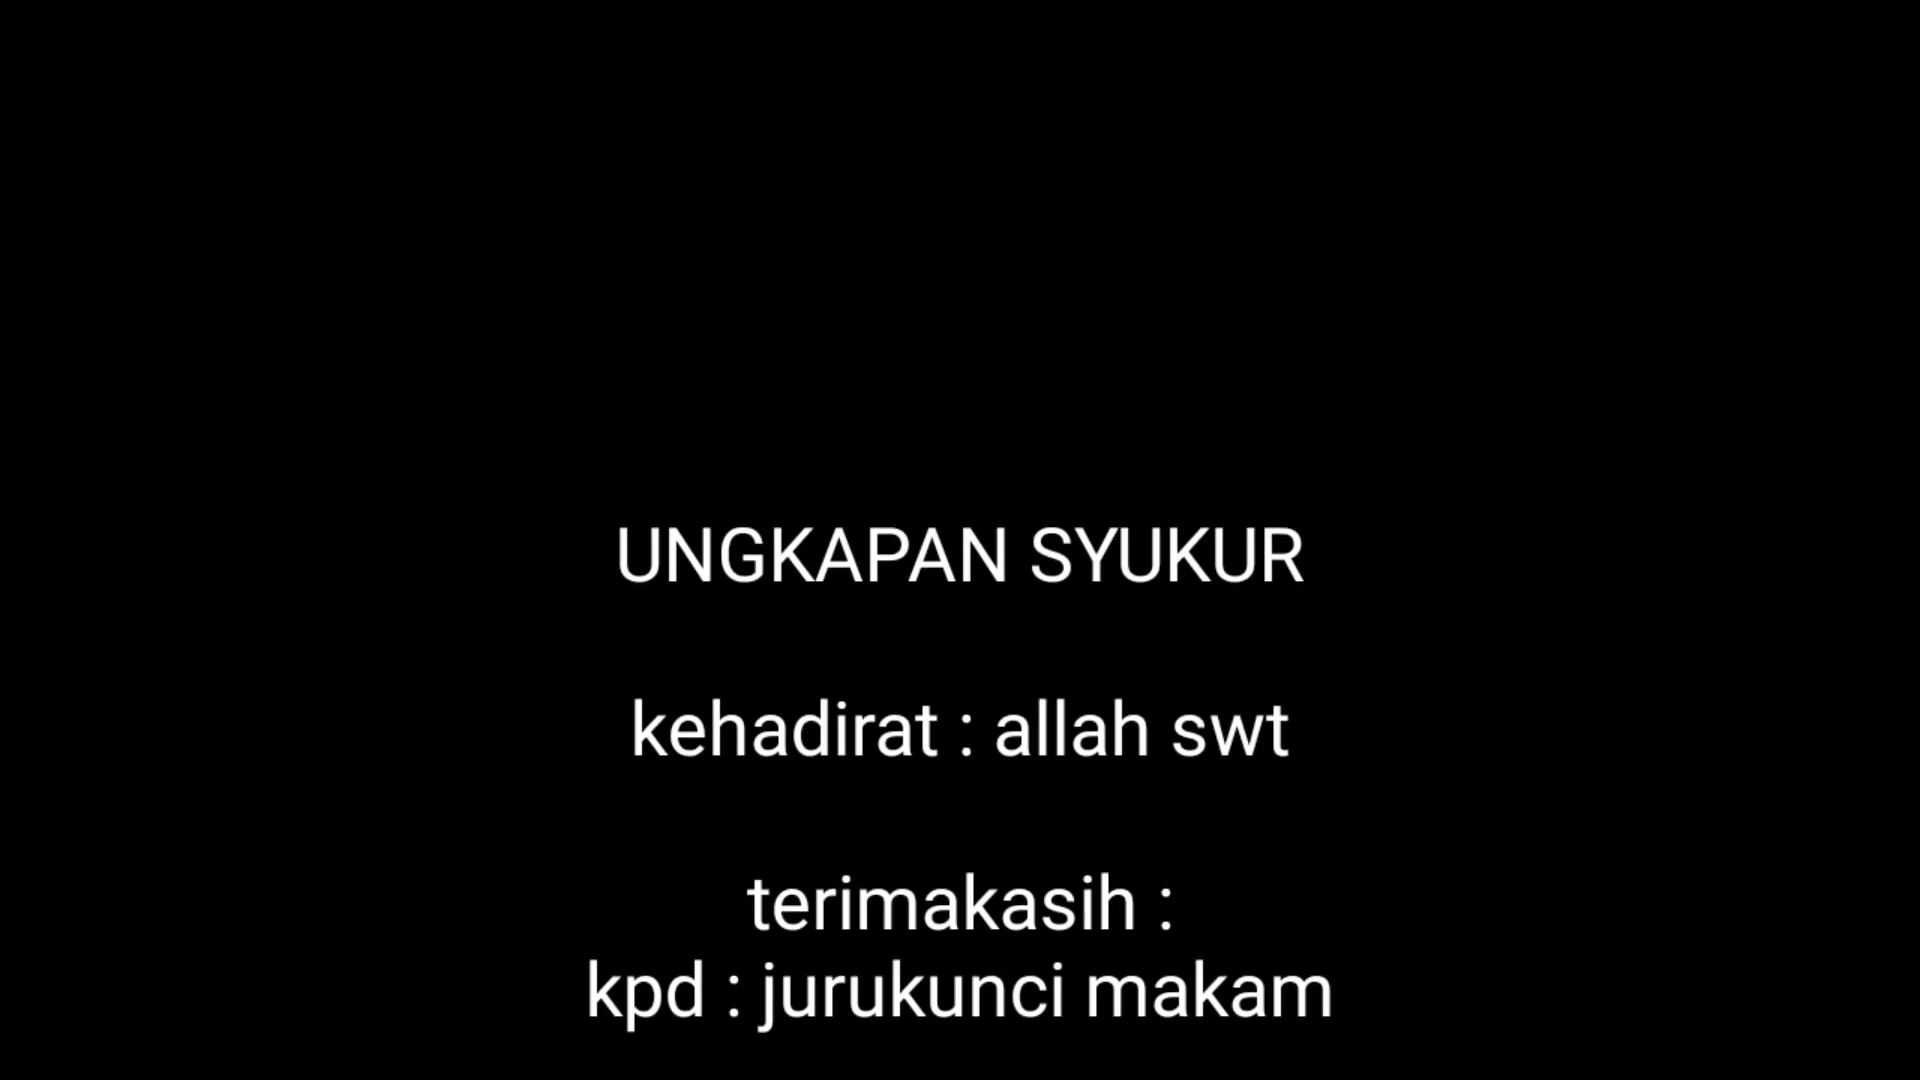 UNGKAPAN SYUKUR
kehadirat : allah swt
terimakasih :
kpd : jurukunci makam